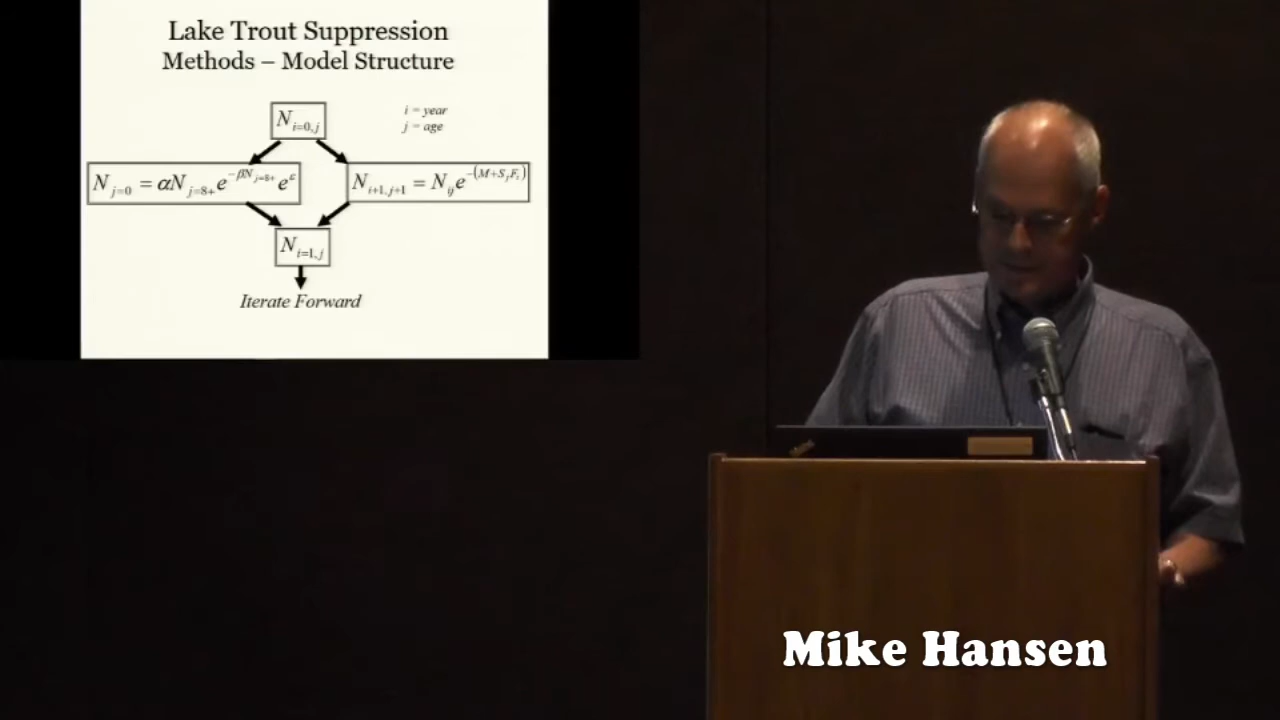 Lake Trout Suppression
Methods – Model Structure
N_{i=0,j}
i = year
j = age
N_{j=0} = αN_{j=8+}e^{-βN_{j=8+}}e^{ε}
N_{i+1,j+1} = N_{ij}e^{-(M+S_jF_i)}
N_{i=1,j}
Iterate Forward
Mike Hansen